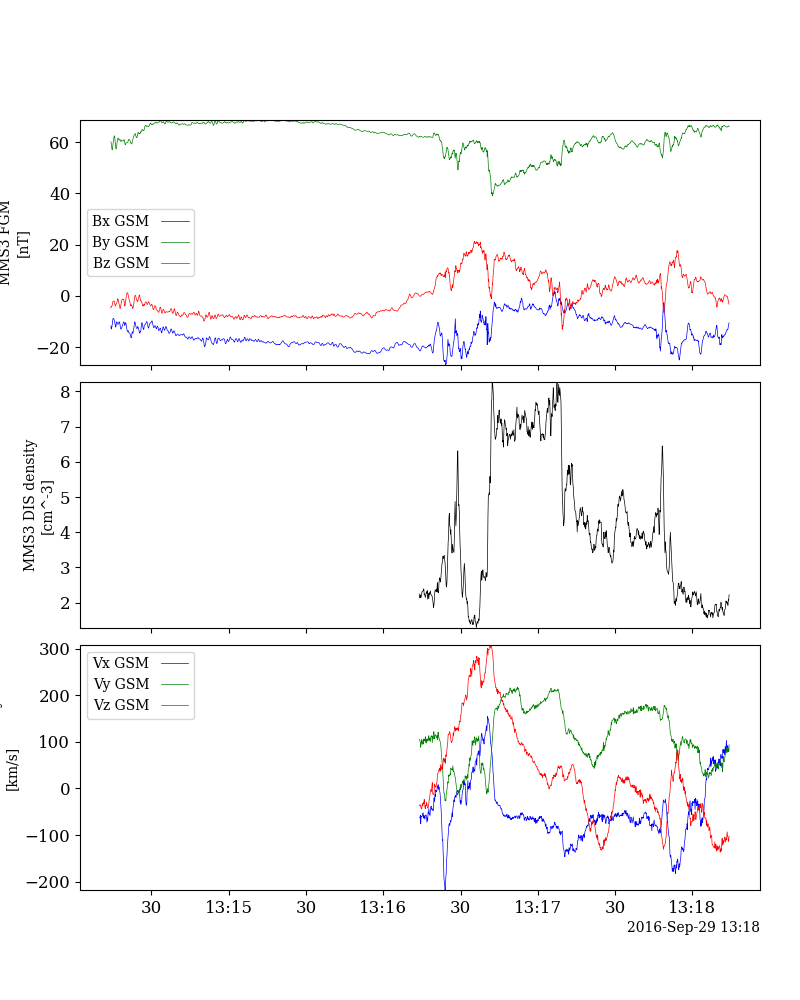 60
40
20
0
−20
MMS3 FGM
[nT]
Bx GSM
By GSM
Bz GSM
8
7
6
5
4
3
2
MMS3 DIS density
[cm^-3]
300
200
100
0
−100
−200
[km/s]
Vx GSM
Vy GSM
Vz GSM
30 13:15 30 13:16 30 13:17 30 13:18
2016-Sep-29 13:18